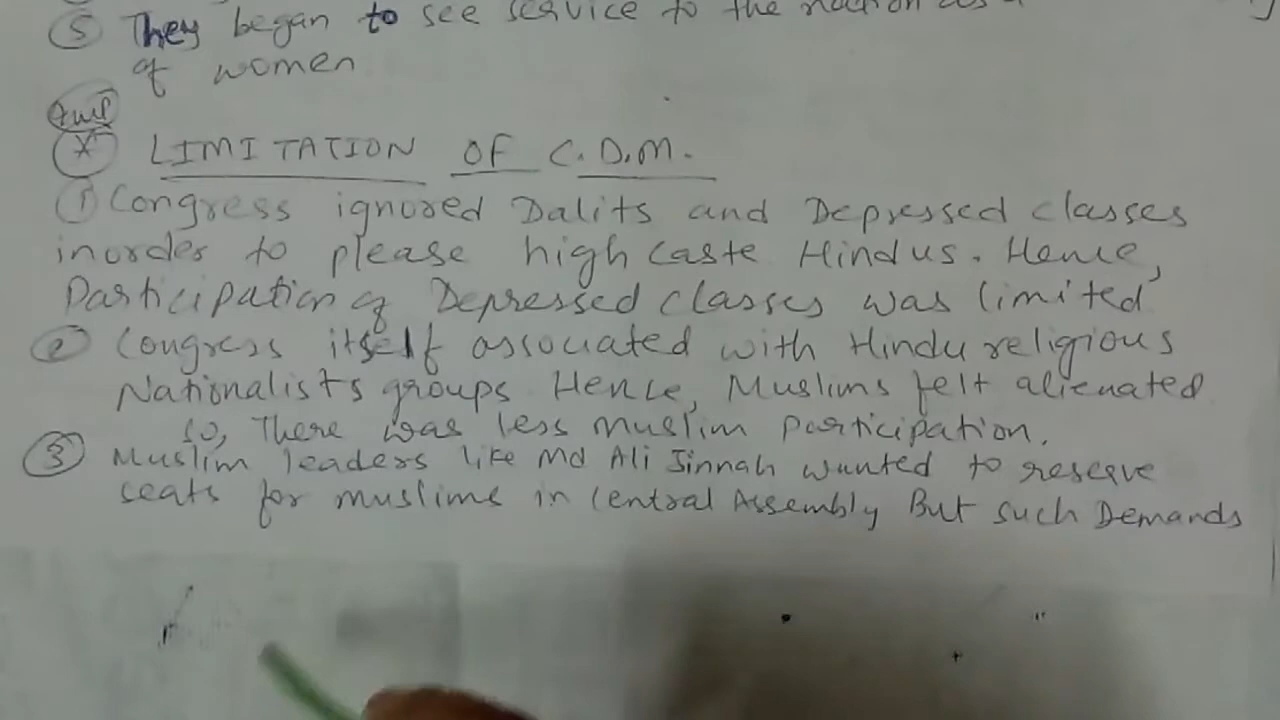 ⑤ They began to see service to the nation as a
of women
Imp
* LIMITATION OF C.D.M.
① Congress ignored Dalits and Depressed classes
inorder to please high caste Hindus. Hence,
Participation of Depressed classes was limited
② Congress itself associated with Hindu religious
Nationalists groups Hence, Muslims felt alienated
so, There was less muslim participation.
③ Muslim leaders like Md Ali Jinnah wanted to reserve
seats for muslims in Central Assembly But such Demands